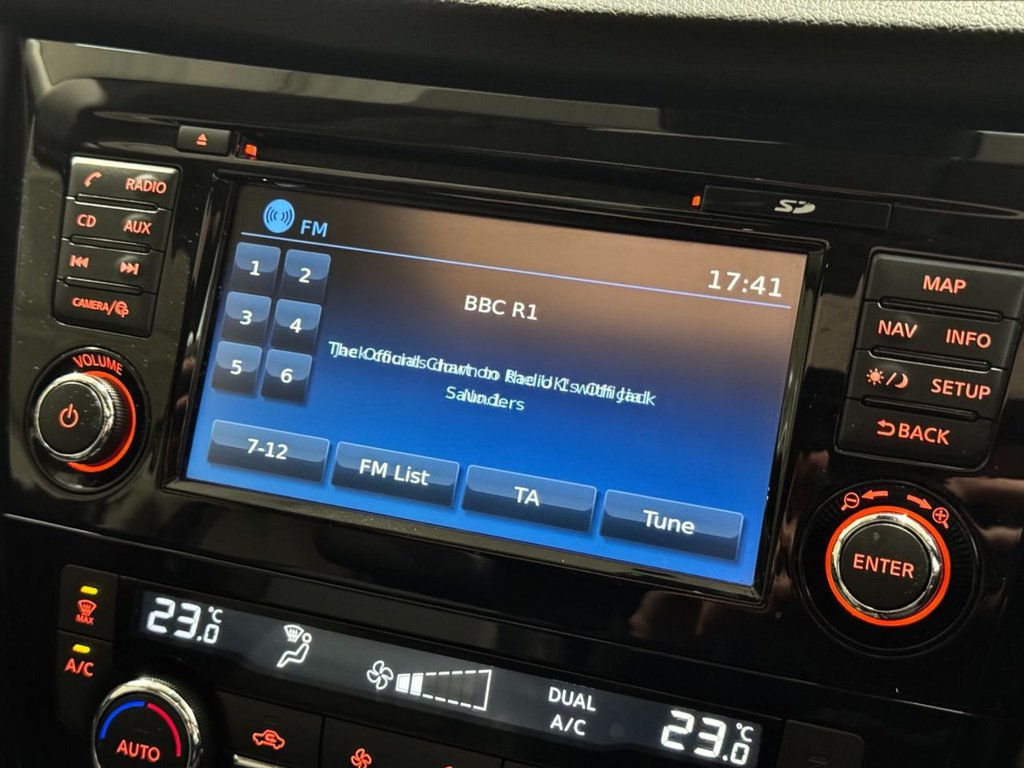 RADIO
CD AUX
CAMERA/
VOLUME
SD
FM
17:41
1 2
3 4
5 6
BBC R1
7-12
FM List
TA
Tune
MAP
NAV INFO
SETUP
BACK
ENTER
MAX
A/C
23.0°C
DUAL
A/C
23.0°C
AUTO